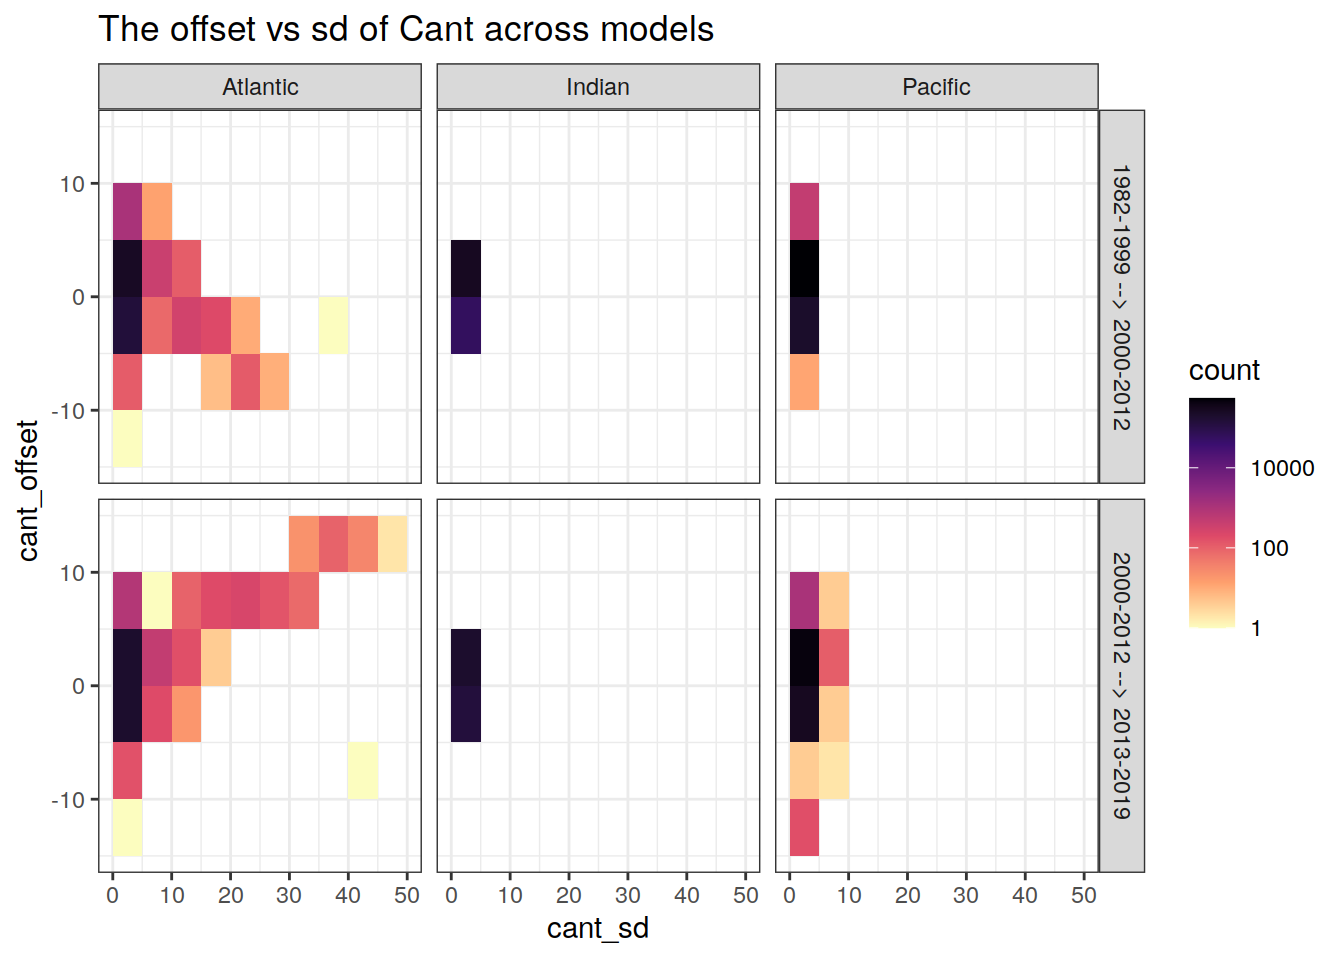 The offset vs sd of Cant across models
Atlantic
Indian
Pacific
1982-1999 --> 2000-2012
2000-2012 --> 2013-2019
cant_offset
10
0
-10
10
0
-10
0 10 20 30 40 50
0 10 20 30 40 50
0 10 20 30 40 50
cant_sd
count
10000
100
1